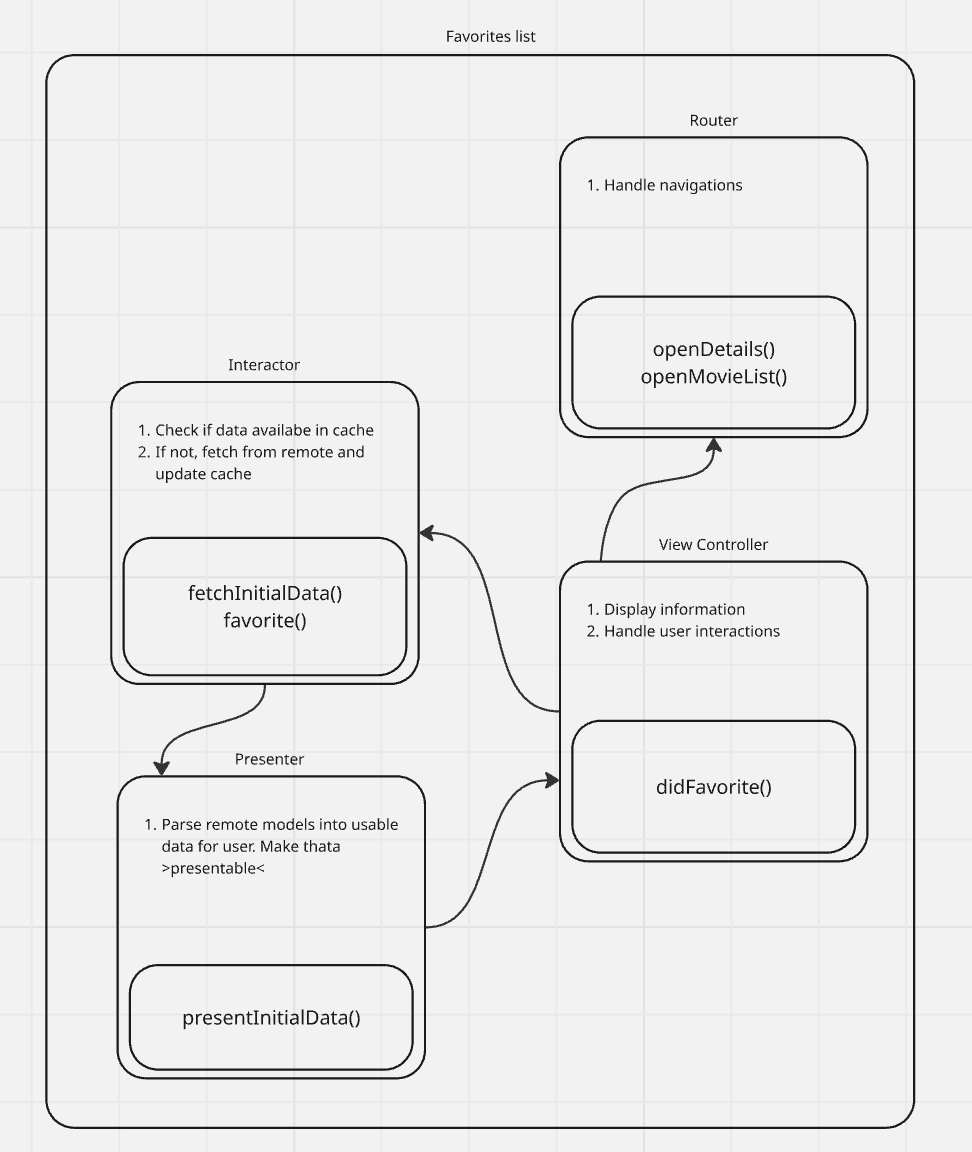 Favorites list
Router
1. Handle navigations
openDetails()
openMovieList()
Interactor
1. Check if data availabe in cache
2. If not, fetch from remote and
update cache
fetchInitialData()
favorite()
View Controller
1. Display information
2. Handle user interactions
didFavorite()
Presenter
1. Parse remote models into usable
data for user. Make thata
>presentable<
presentInitialData()